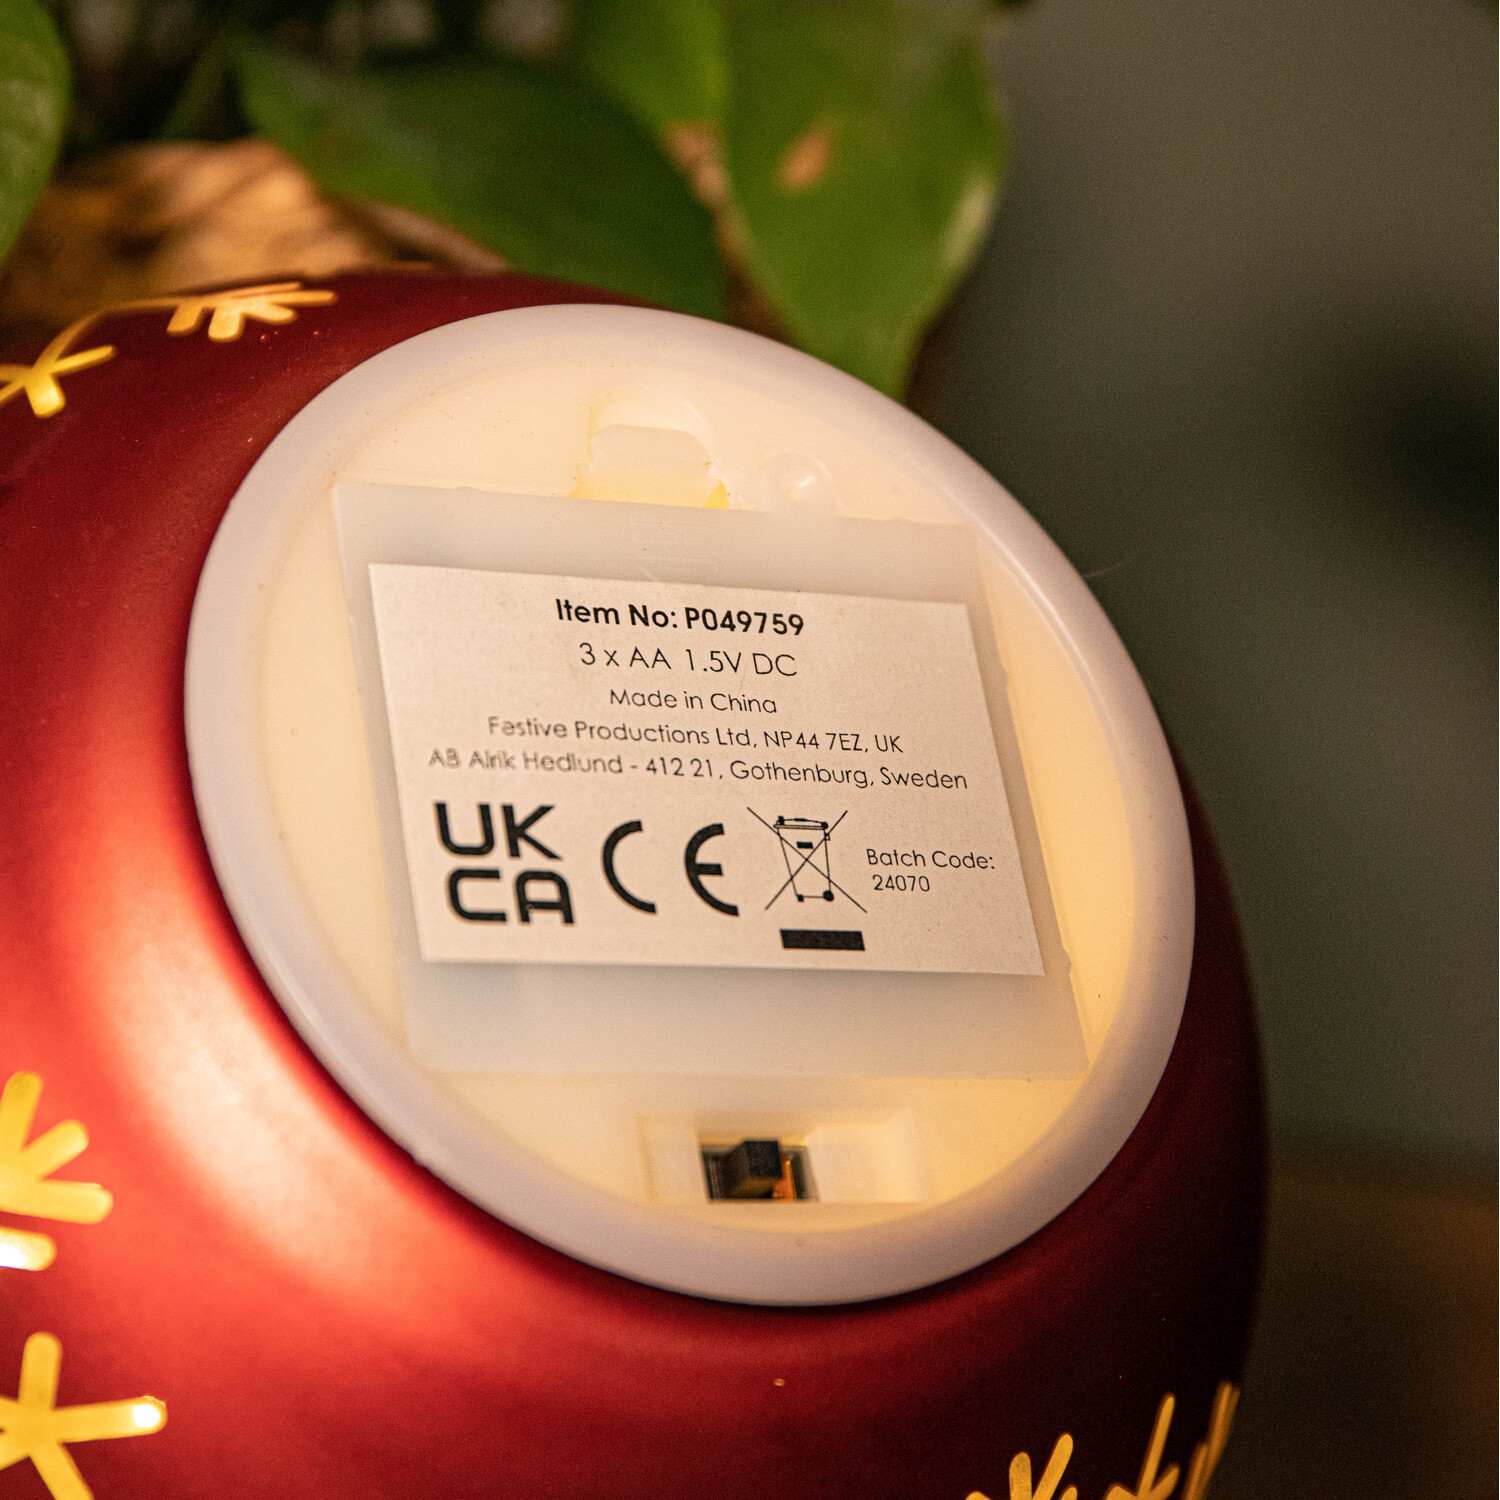 Item No: P049759
3 x AA 1.5V DC
Made in China
Festive Productions Ltd, NP44 7EZ, UK
AB Alrik Hedlund - 412 21, Gothenburg, Sweden
UK
CA
CE
Batch Code:
24070